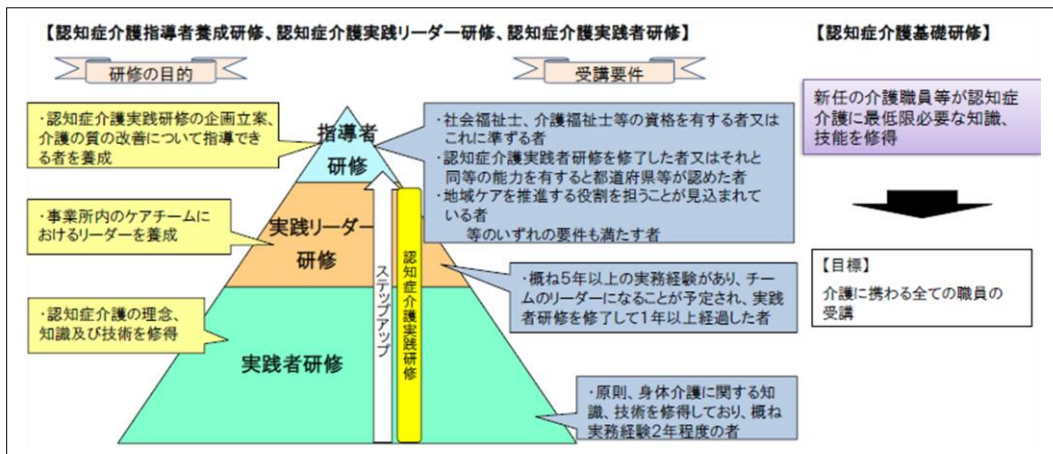 【認知症介護指導者養成研修、認知症介護実践リーダー研修、認知症介護実践者研修】
研修の目的
受講要件
・認知症介護実践研修の企画立案、
介護の質の改善について指導でき
る者を養成
指導者
研修
・社会福祉士、介護福祉士等の資格を有する者又は
これに準ずる者
・認知症介護実践者研修を修了した者又はそれと
同等の能力を有すると都道府県等が認めた者
・地域ケアを推進する役割を担うことが見込まれて
いる者
等のいずれの要件も満たす者
・事業所内のケアチームに
おけるリーダーを養成
実践リーダー
研修
・概ね5年以上の実務経験があり、チー
ムのリーダーになることが予定され、実践
者研修を修了して1年以上経過した者
・認知症介護の理念、
知識及び技術を修得
実践者研修
ステップアップ
認知症介護実践研修
・原則、身体介護に関する知
識、技術を修得しており、概ね
実務経験2年程度の者
【認知症介護基礎研修】
新任の介護職員等が認知症
介護に最低限必要な知識、
技能を修得
【目標】
介護に携わる全ての職員の
受講